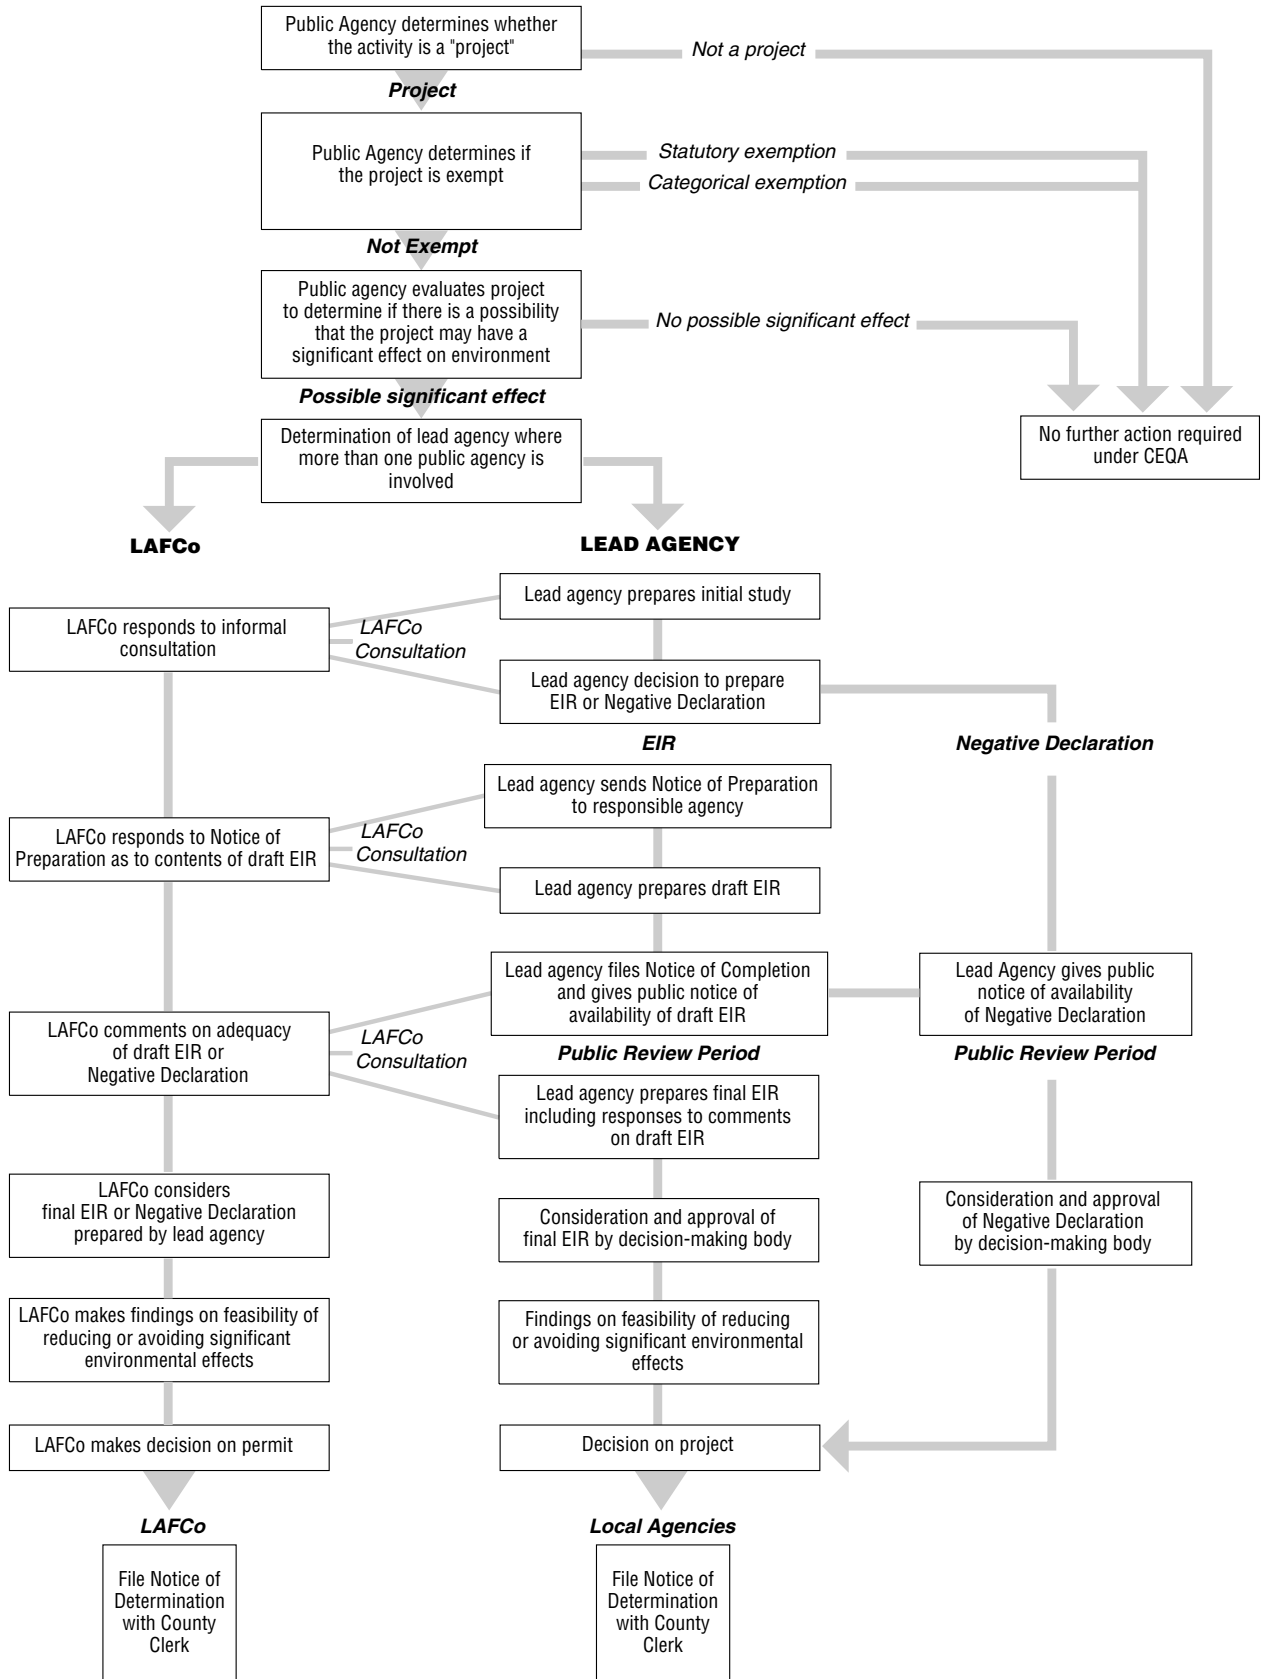 Public Agency determines whether
the activity is a "project"
Not a project
Project
Public Agency determines if
the project is exempt
Statutory exemption
Categorical exemption
Not Exempt
Public agency evaluates project
to determine if there is a possibility
that the project may have a
significant effect on environment
No possible significant effect
Possible significant effect
Determination of lead agency where
more than one public agency is
involved
No further action required
under CEQA
LAFCo
LEAD AGENCY
Lead agency prepares initial study
LAFCo responds to informal
consultation
LAFCo
Consultation
Lead agency decision to prepare
EIR or Negative Declaration
EIR
Negative Declaration
Lead agency sends Notice of Preparation
to responsible agency
LAFCo responds to Notice of
Preparation as to contents of draft EIR
LAFCo
Consultation
Lead agency prepares draft EIR
Lead agency files Notice of Completion
and gives public notice of
availability of draft EIR
Lead Agency gives public
notice of availability
of Negative Declaration
LAFCo comments on adequacy
of draft EIR or
Negative Declaration
LAFCo
Consultation
Public Review Period
Public Review Period
Lead agency prepares final EIR
including responses to comments
on draft EIR
LAFCo considers
final EIR or Negative Declaration
prepared by lead agency
Consideration and approval of
final EIR by decision-making body
Consideration and approval
of Negative Declaration
by decision-making body
LAFCo makes findings on feasibility of
reducing or avoiding significant
environmental effects
Findings on feasibility of reducing
or avoiding significant environmental
effects
LAFCo makes decision on permit
Decision on project
LAFCo
Local Agencies
File Notice of
Determination
with County
Clerk
File Notice of
Determination
with County
Clerk